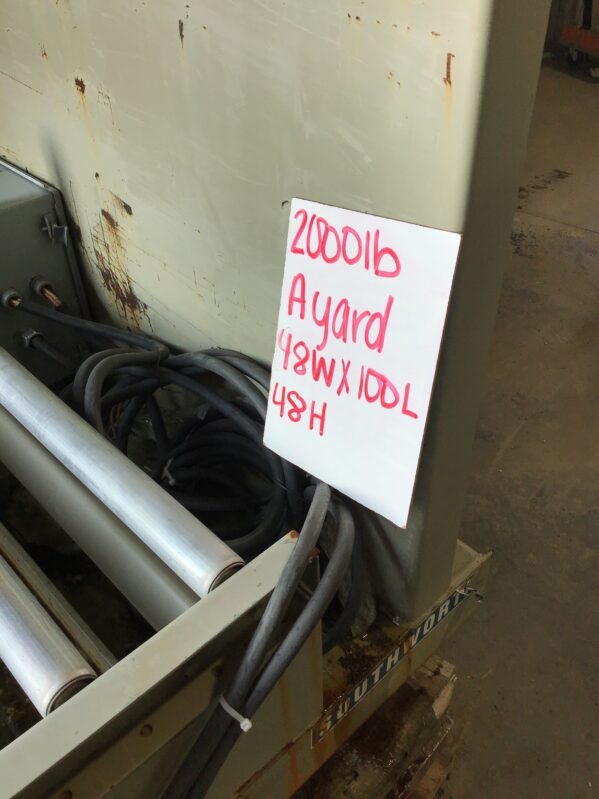 2000lb
A yard
48W X 100L
48H
SOUTHWORTH